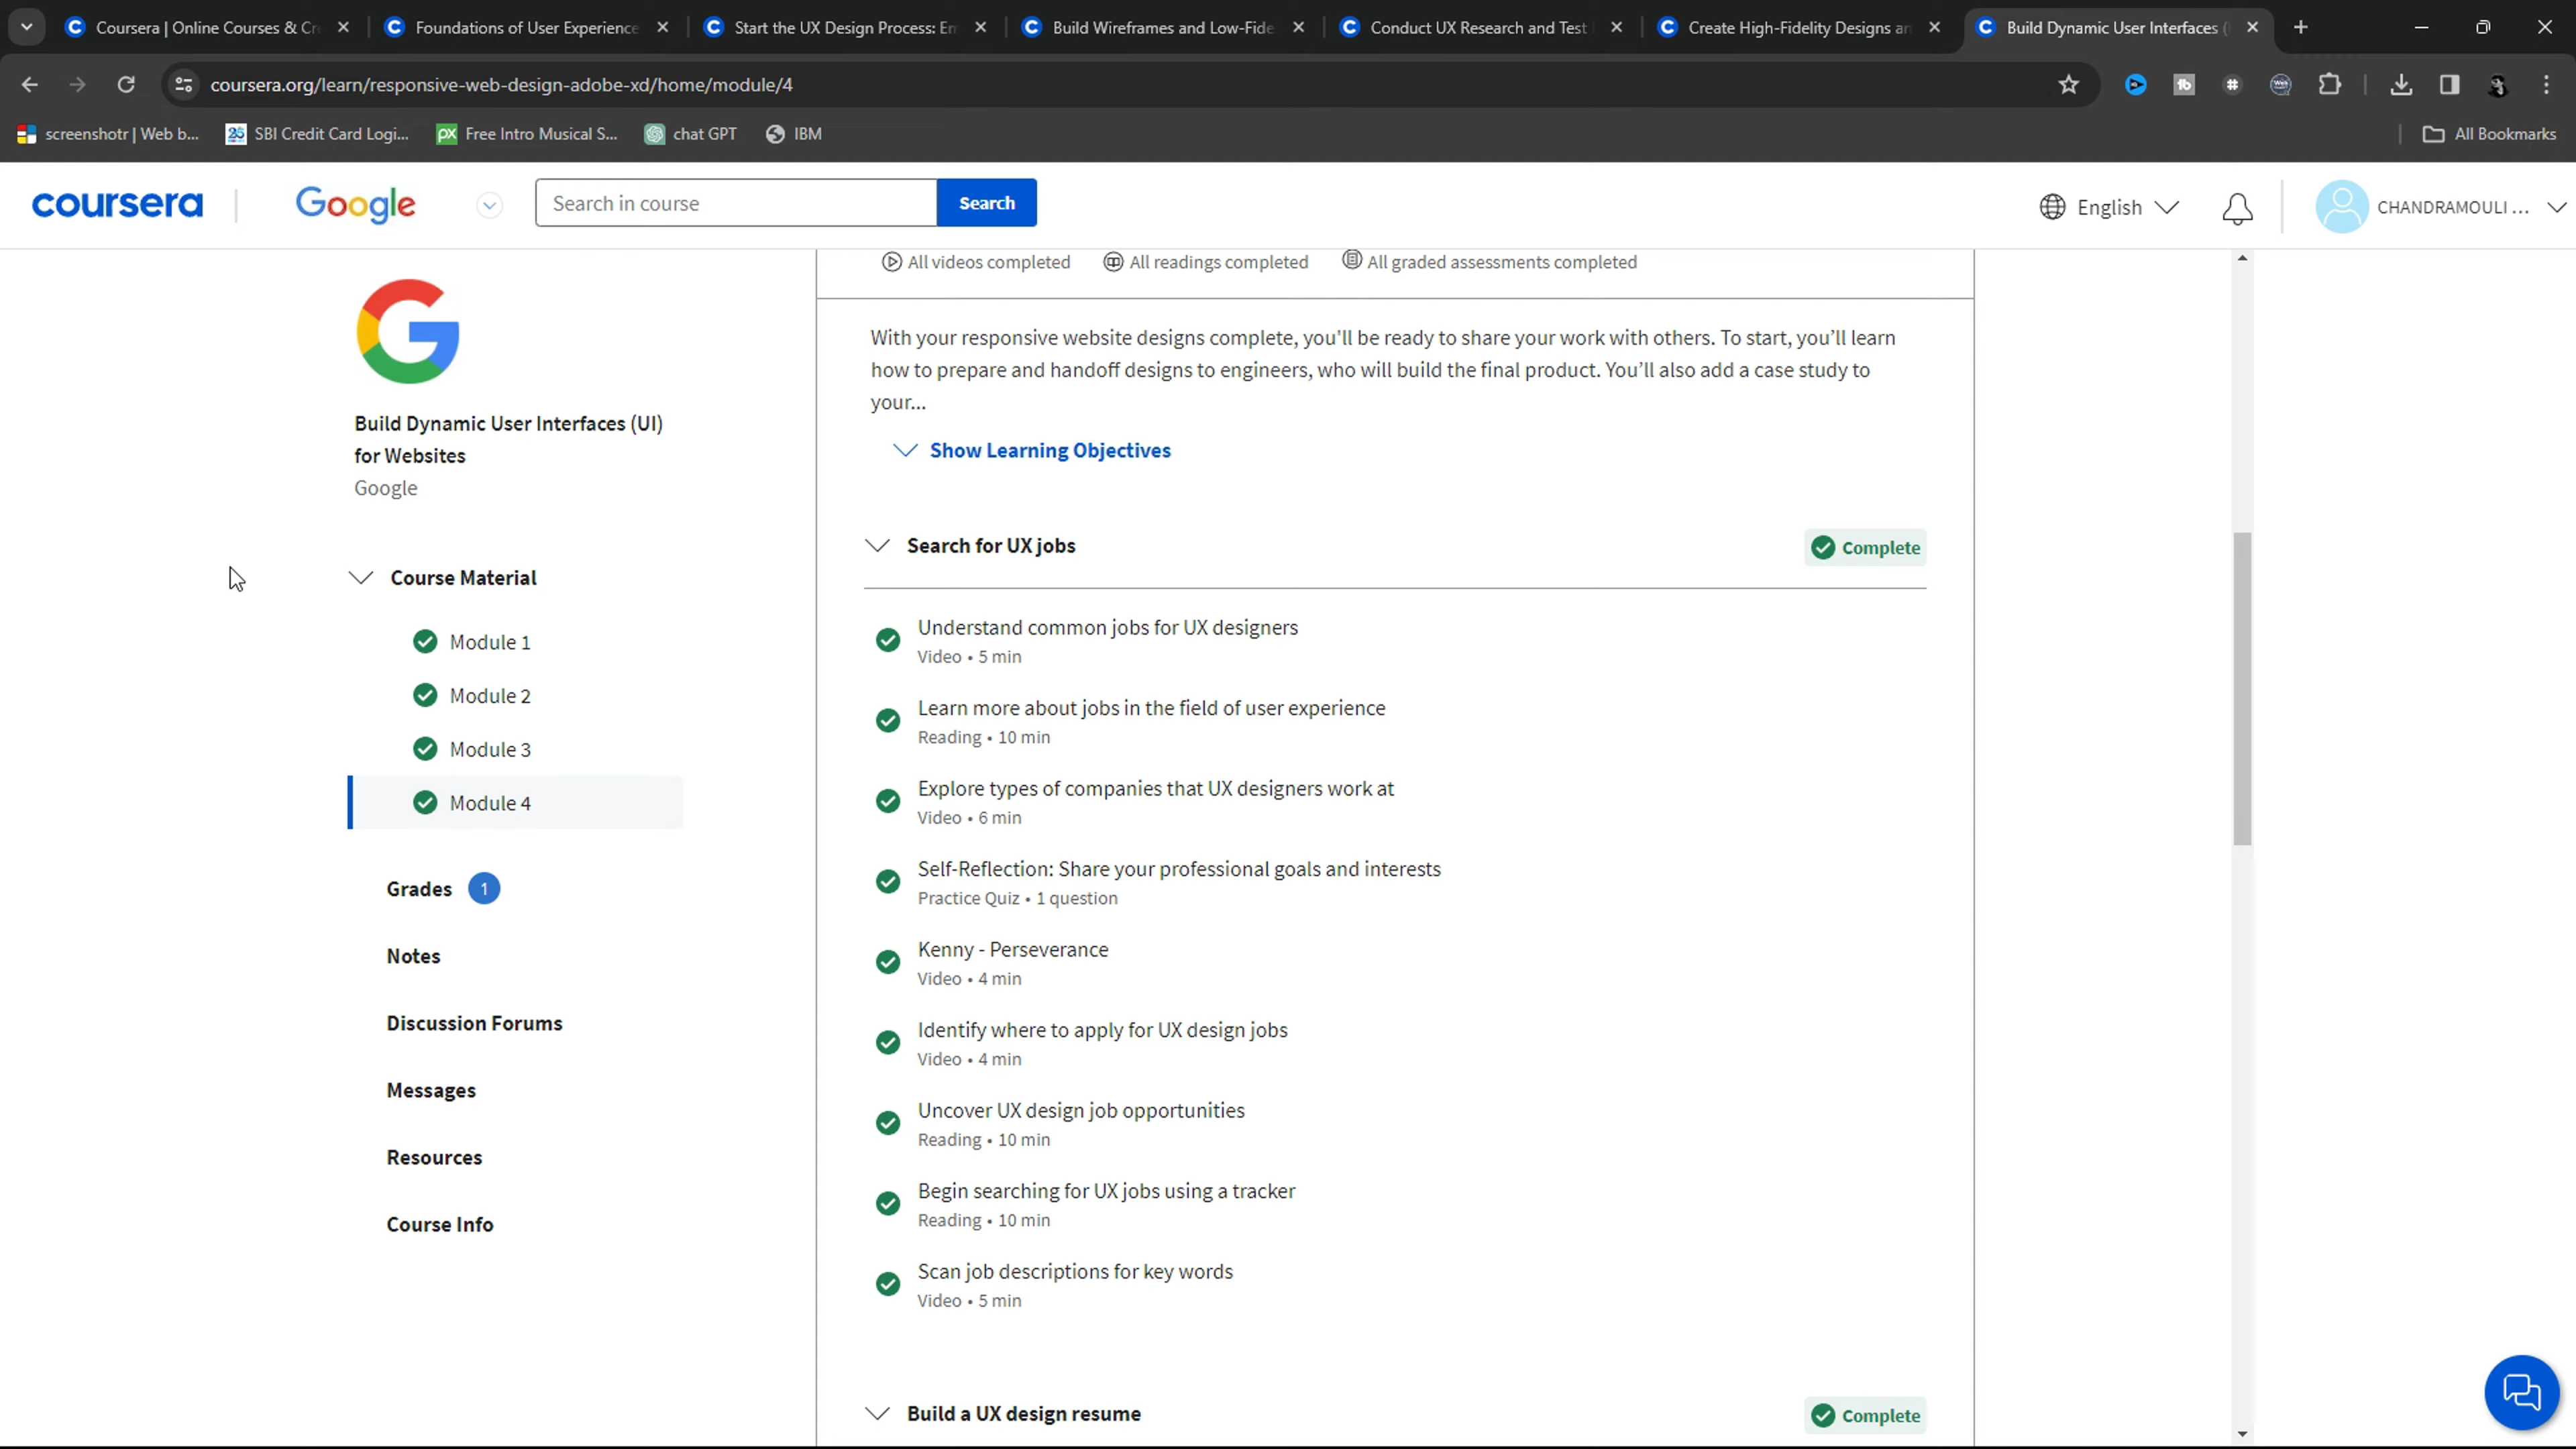 Coursera | Online Courses & Cr
Foundations of User Experience
Start the UX Design Process: Em
Build Wireframes and Low-Fide
Conduct UX Research and Test
Create High-Fidelity Designs an
Build Dynamic User Interfaces (
coursera.org/learn/responsive-web-design-adobe-xd/home/module/4
screenshotr | Web b...
SBI Credit Card Logi...
Free Intro Musical S...
chat GPT
IBM
All Bookmarks
coursera
Google
Search in course
Search
English
CHANDRAMOULI ...
All videos completed
All readings completed
All graded assessments completed
With your responsive website designs complete, you'll be ready to share your work with others. To start, you'll learn
how to prepare and handoff designs to engineers, who will build the final product. You'll also add a case study to
your...
Show Learning Objectives
Build Dynamic User Interfaces (UI)
for Websites
Google
Course Material
Module 1
Module 2
Module 3
Module 4
Grades 1
Notes
Discussion Forums
Messages
Resources
Course Info
Search for UX jobs
Complete
Understand common jobs for UX designers
Video • 5 min
Learn more about jobs in the field of user experience
Reading • 10 min
Explore types of companies that UX designers work at
Video • 6 min
Self-Reflection: Share your professional goals and interests
Practice Quiz • 1 question
Kenny - Perseverance
Video • 4 min
Identify where to apply for UX design jobs
Video • 4 min
Uncover UX design job opportunities
Reading • 10 min
Begin searching for UX jobs using a tracker
Reading • 10 min
Scan job descriptions for key words
Video • 5 min
Build a UX design resume
Complete